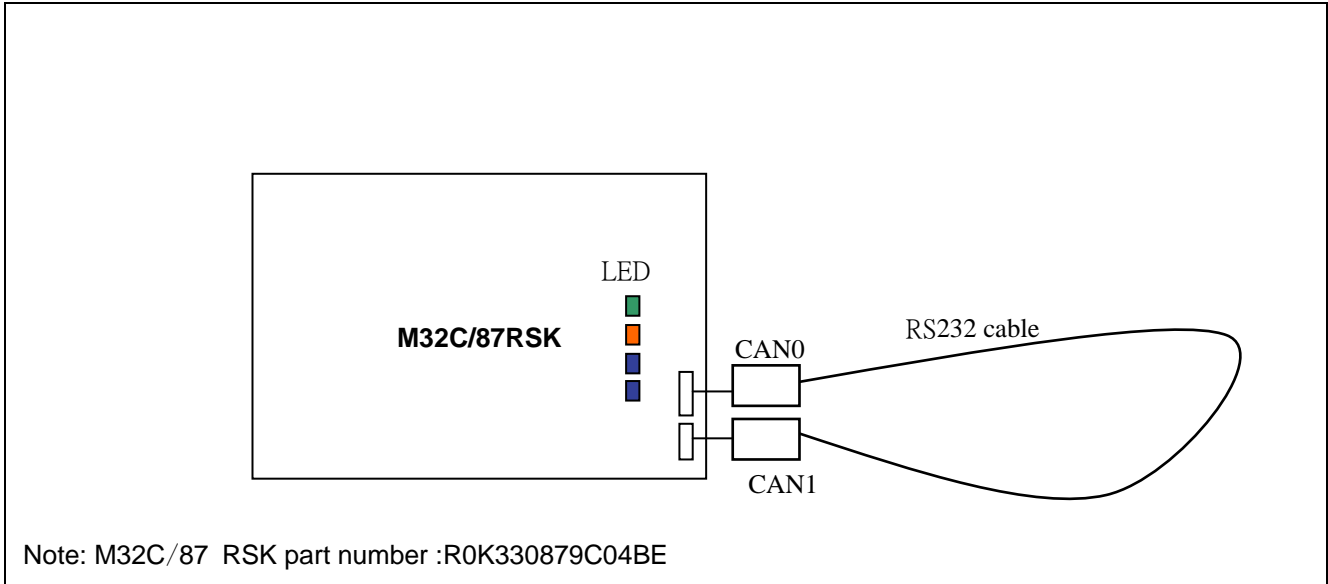 LED
M32C/87RSK
RS232 cable
CAN0
CAN1
Note: M32C/87 RSK part number :R0K330879C04BE